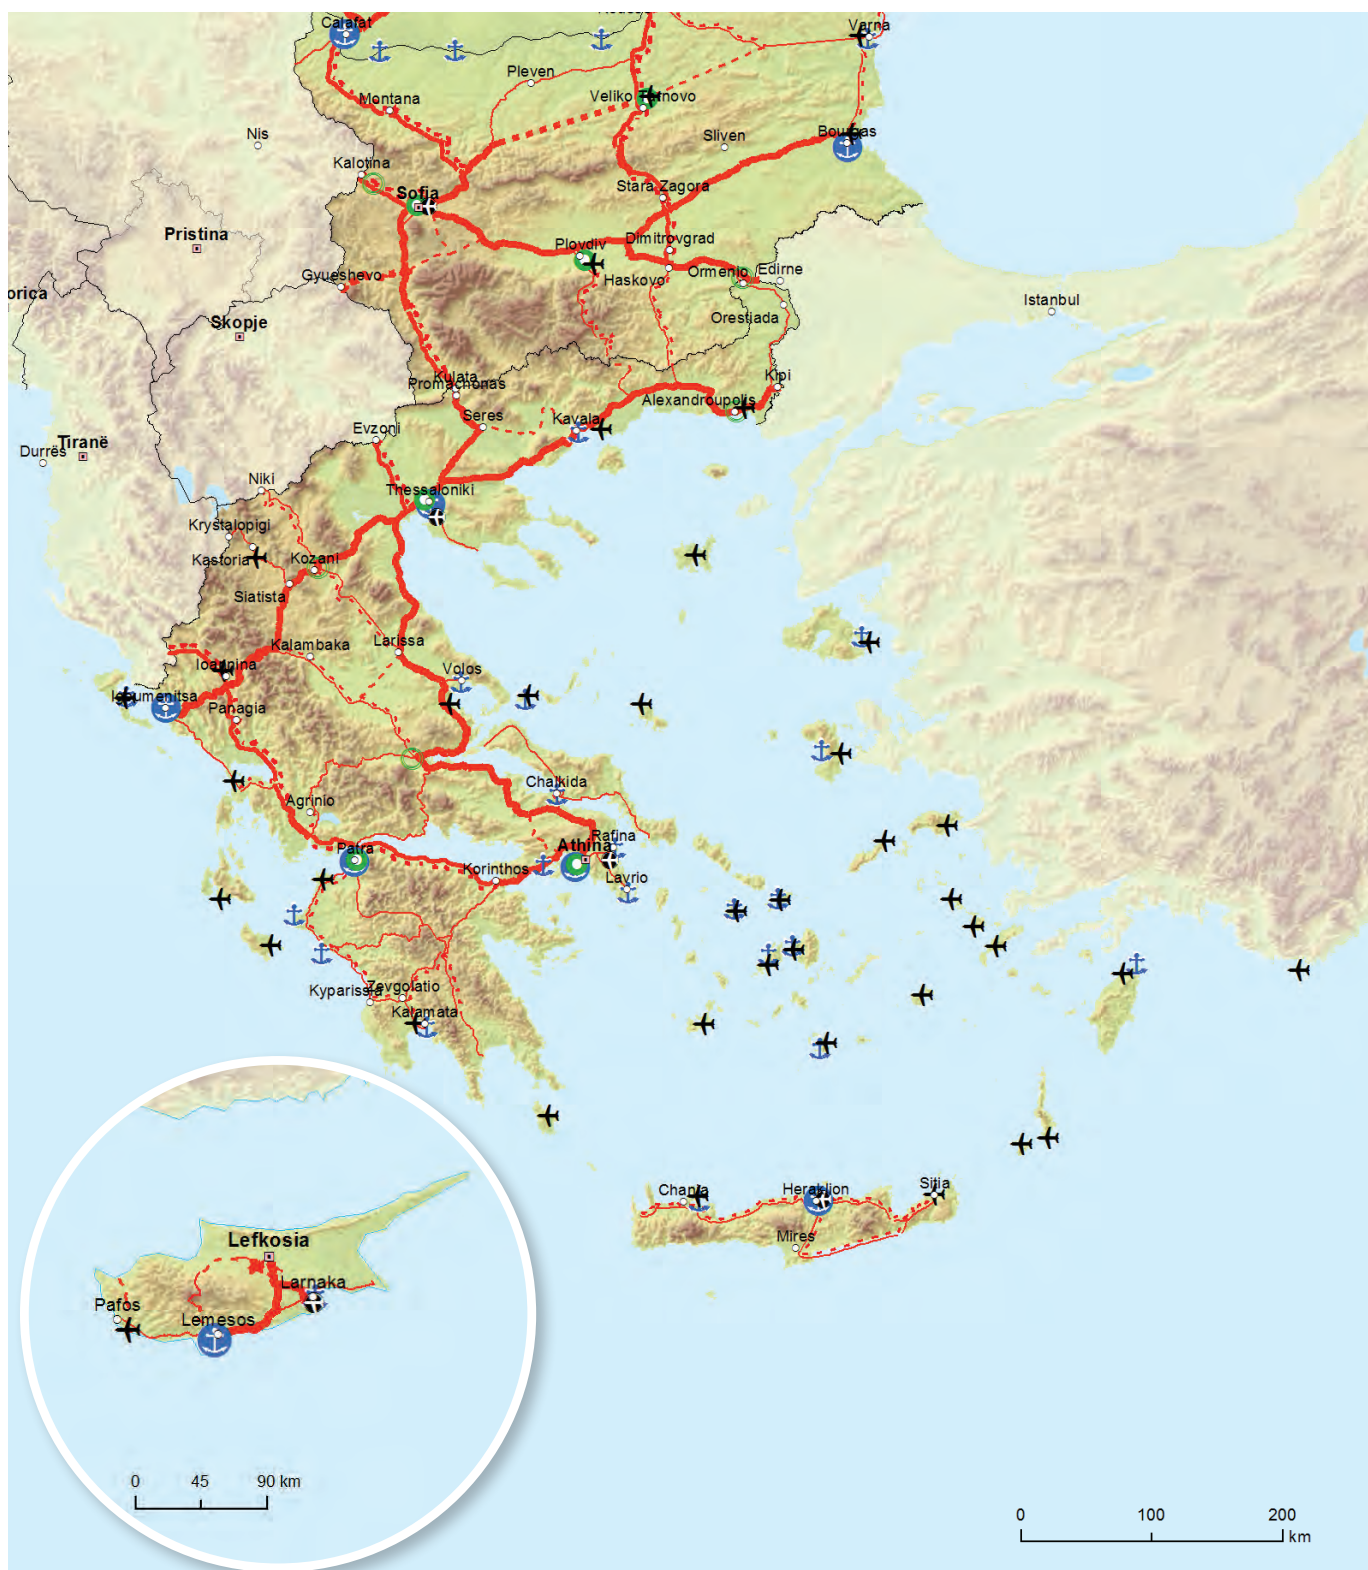 Calafat
Varna
Pleven
Montana
Veliko Tarnovo
Nis
Sliven
Bourgas
Kalotina
Sofia
Stara Zagora
Pristina
Plovdiv
Dimitrovgrad
Gyueshevo
Haskovo
Ormenio
Edirne
orica
Istanbul
Skopje
Orestiada
Kulata
Promachonas
Kipi
Alexandroupolis
Seres
Kavala
Evzoni
Tiranë
Durrës
Niki
Thessaloniki
Krystalopigi
Kastoria
Kozani
Siatista
Kalambaka
Larissa
Ioannina
Volos
Igoumenitsa
Panagia
Chalkida
Agrinio
Rafina
Athina
Patra
Korinthos
Lavrio
Zevgolatio
Kyparissia
Kalamata
Chania
Heraklion
Sitia
Mires
Lefkosia
Larnaka
Pafos
Lemesos
0 45 90 km
0 100 200
km